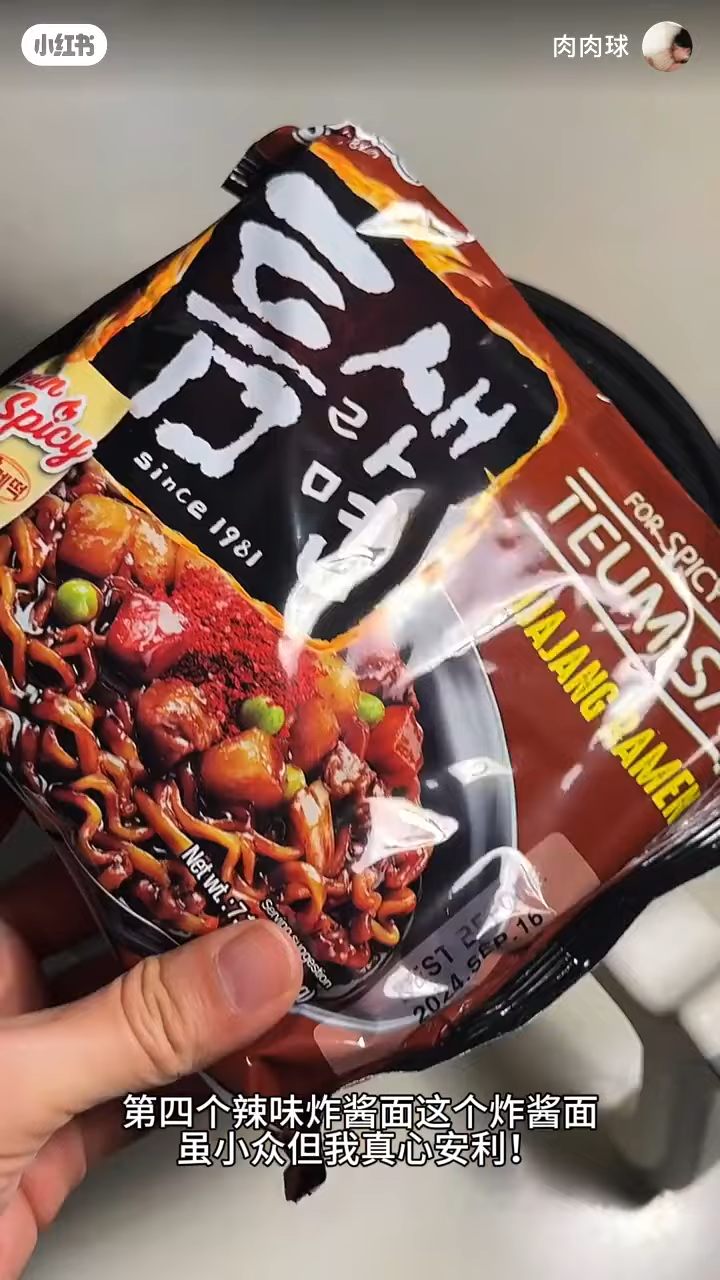 小红书
肉肉球
틈새
라면
since 1981
Spicy
FOR SPICY
TEUMSA
JAJANG RAMEN
Net wt.:7
Serving suggestion
2024.SEP.16
第四个辣味炸酱面这个炸酱面
虽小众但我真心安利！